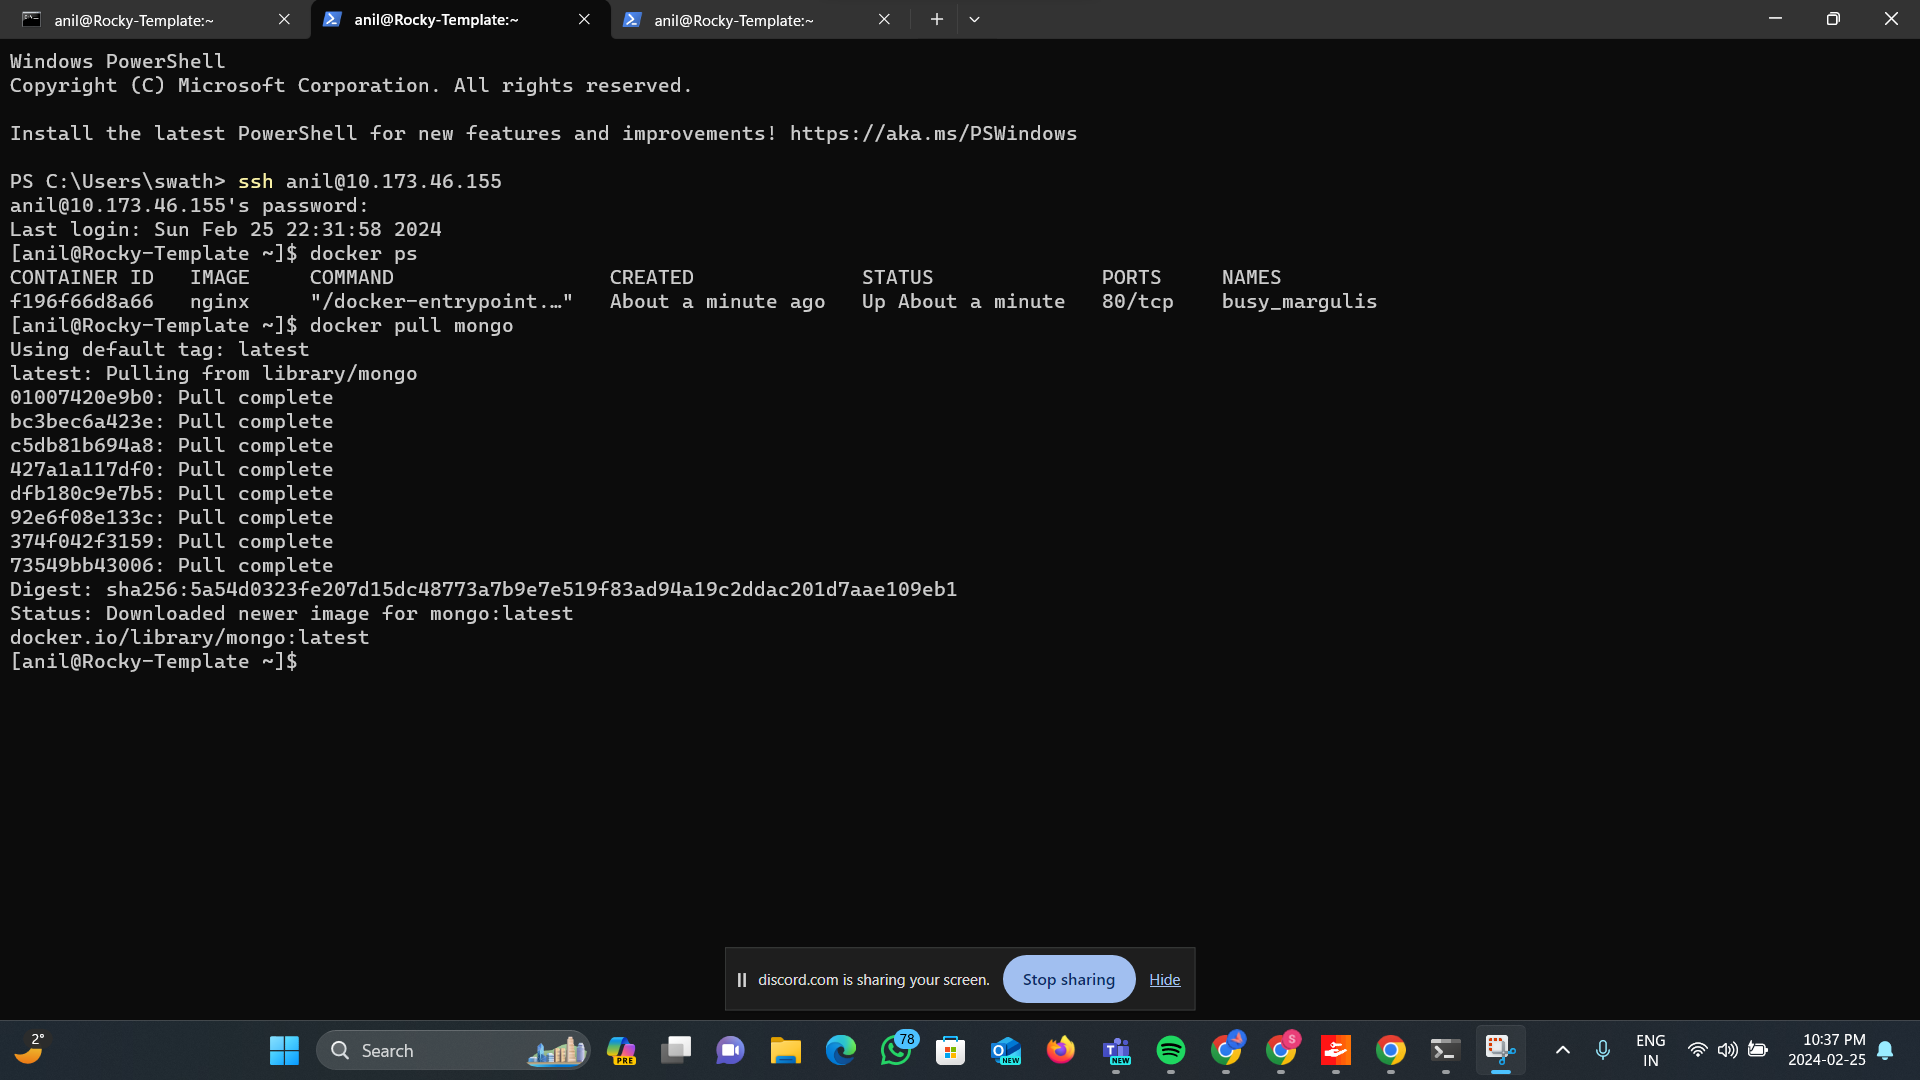 anil@Rocky-Template:~
anil@Rocky-Template:~
anil@Rocky-Template:~
Windows PowerShell
Copyright (C) Microsoft Corporation. All rights reserved.
Install the latest PowerShell for new features and improvements! https://aka.ms/PSWindows
PS C:\Users\swath> ssh anil@10.173.46.155
anil@10.173.46.155's password:
Last login: Sun Feb 25 22:31:58 2024
[anil@Rocky-Template ~]$ docker ps
CONTAINER ID   IMAGE     COMMAND                  CREATED              STATUS              PORTS     NAMES
f196f66d8a66   nginx     "/docker-entrypoint.…"   About a minute ago   Up About a minute   80/tcp    busy_margulis
[anil@Rocky-Template ~]$ docker pull mongo
Using default tag: latest
latest: Pulling from library/mongo
01007420e9b0: Pull complete
bc3bec6a423e: Pull complete
c5db81b694a8: Pull complete
427a1a117df0: Pull complete
dfb180c9e7b5: Pull complete
92e6f08e133c: Pull complete
374f042f3159: Pull complete
73549bb43006: Pull complete
Digest: sha256:5a54d0323fe207d15dc48773a7b9e7e519f83ad94a19c2ddac201d7aae109eb1
Status: Downloaded newer image for mongo:latest
docker.io/library/mongo:latest
[anil@Rocky-Template ~]$
discord.com is sharing your screen.
Stop sharing
Hide
2°
Search
PRE
78
NEW
NEW
S
ENG
IN
10:37 PM
2024-02-25